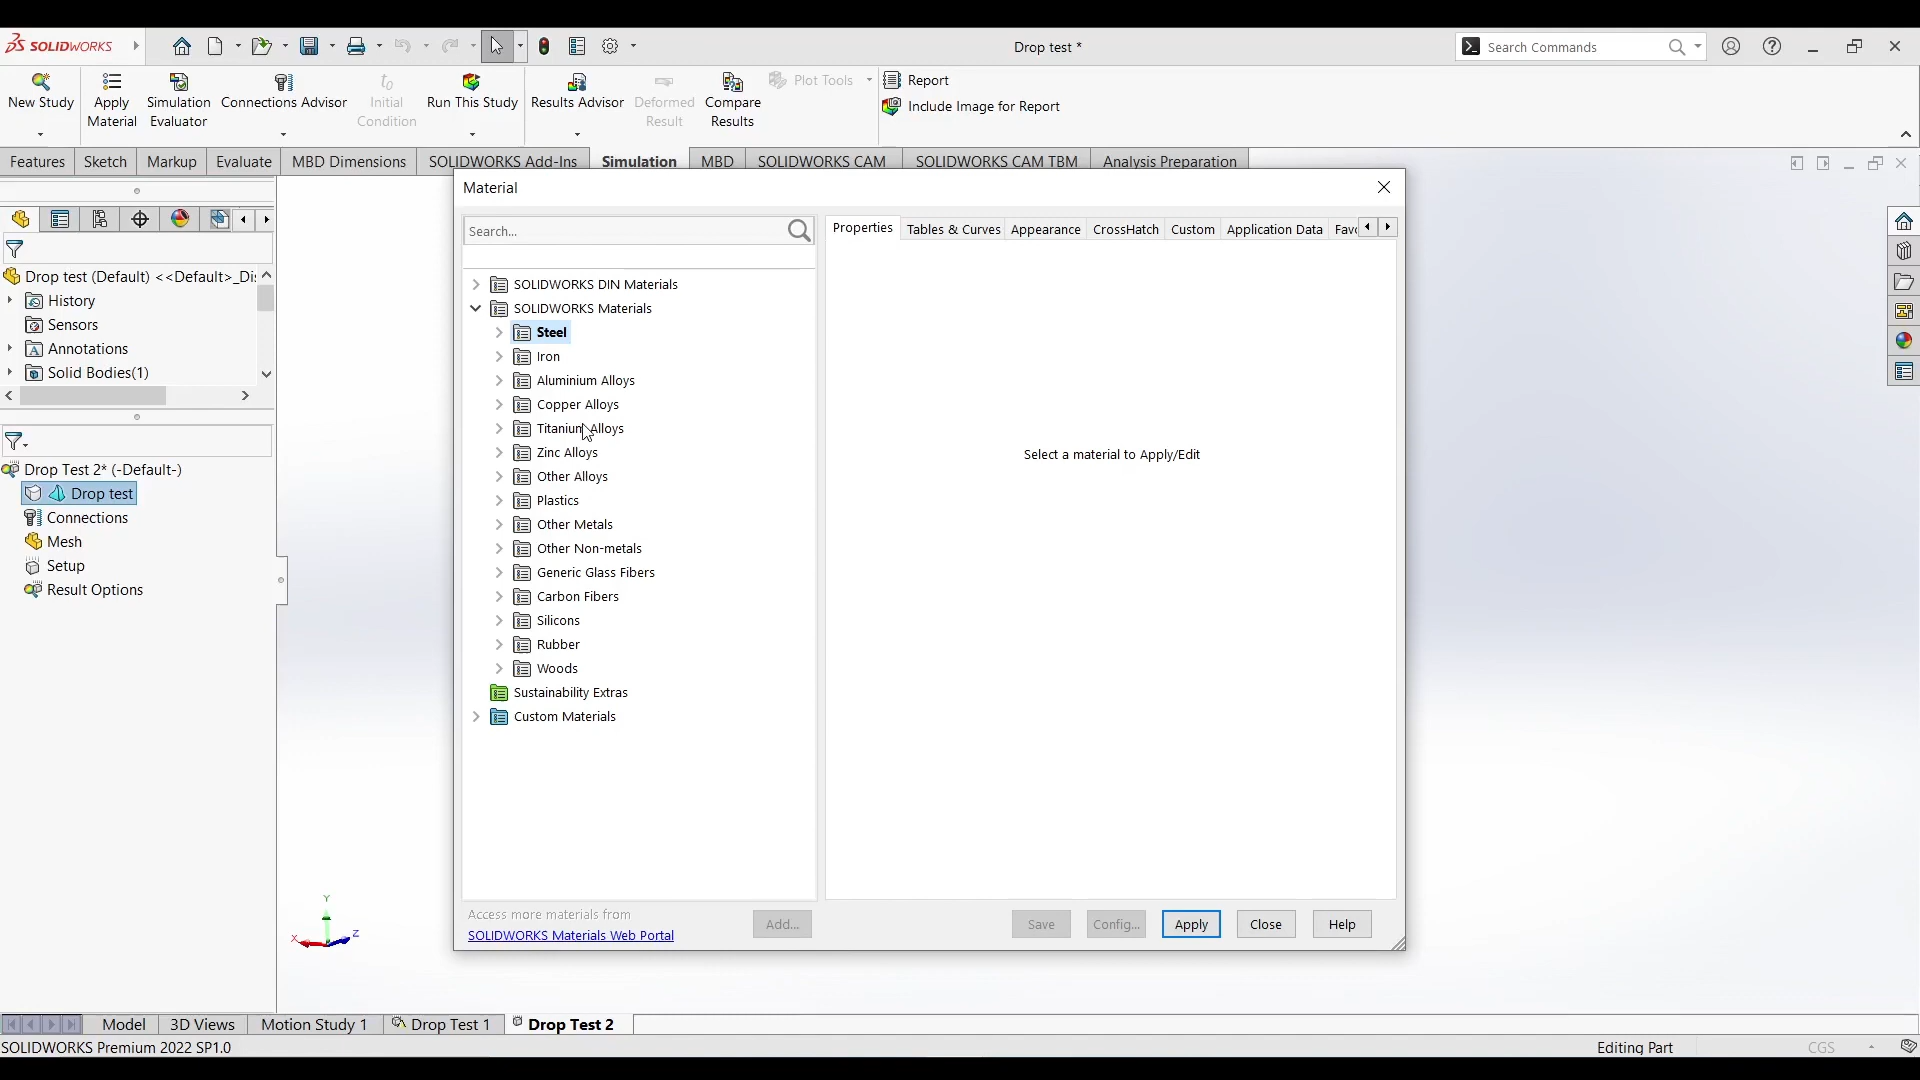 SOLIDWORKS
Drop test *
Search Commands
New Study
Apply Material
Simulation Evaluator
Connections Advisor
t0 Initial Condition
Run This Study
Results Advisor
Deformed Result
Compare Results
Plot Tools
Report
Include Image for Report
Features
Sketch
Markup
Evaluate
MBD Dimensions
SOLIDWORKS Add-Ins
Simulation
MBD
SOLIDWORKS CAM
SOLIDWORKS CAM TBM
Analysis Preparation
Drop test (Default) <<Default>_Dis
History
Sensors
Annotations
Solid Bodies(1)
Drop Test 2* (-Default-)
Drop test
Connections
Mesh
Setup
Result Options
Material
Search...
SOLIDWORKS DIN Materials
SOLIDWORKS Materials
Steel
Iron
Aluminium Alloys
Copper Alloys
Titanium Alloys
Zinc Alloys
Other Alloys
Plastics
Other Metals
Other Non-metals
Generic Glass Fibers
Carbon Fibers
Silicons
Rubber
Woods
Sustainability Extras
Custom Materials
Access more materials from
SOLIDWORKS Materials Web Portal
Add...
Properties
Tables & Curves
Appearance
CrossHatch
Custom
Application Data
Favo
Select a material to Apply/Edit
Save
Config...
Apply
Close
Help
Y
X
Z
Model
3D Views
Motion Study 1
Drop Test 1
Drop Test 2
SOLIDWORKS Premium 2022 SP1.0
Editing Part
CGS